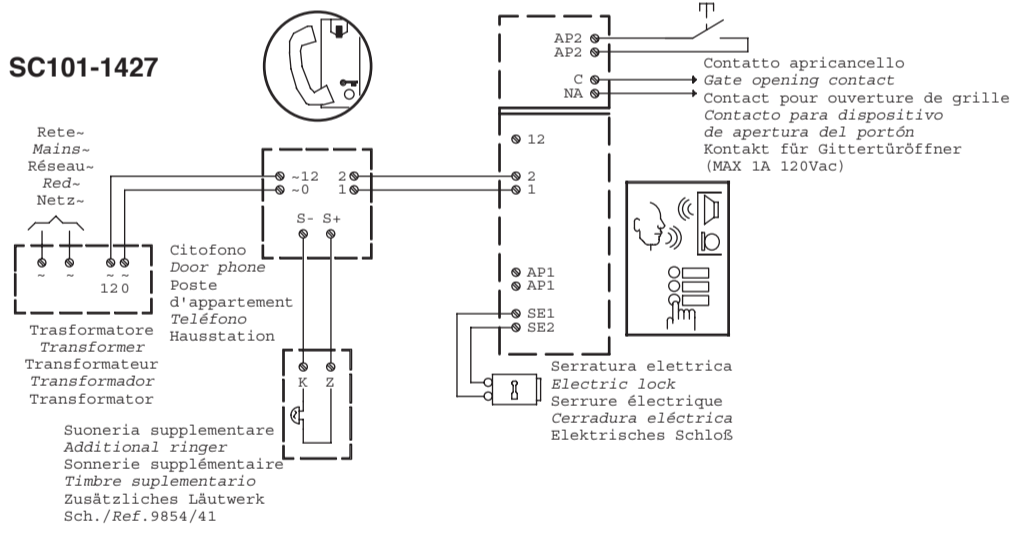 SC101-1427
AP2
AP2
C
NA
Contatto apricancello
Gate opening contact
Contact pour ouverture de grille
Contacto para dispositivo
de apertura del portón
Kontakt für Gittertüröffner
(MAX 1A 120Vac)
Rete~
Mains~
Réseau~
Red~
Netz~
~ ~ ~ ~
12 0
Trasformatore
Transformer
Transformateur
Transformador
Transformator
~12 2
~0 1
S- S+
Citofono
Door phone
Poste
d'appartement
Teléfono
Hausstation
12
2
1
AP1
AP1
SE1
SE2
K Z
Suoneria supplementare
Additional ringer
Sonnerie supplémentaire
Timbre suplementario
Zusätzliches Läutwerk
Sch./Ref.9854/41
Serratura elettrica
Electric lock
Serrure électrique
Cerradura eléctrica
Elektrisches Schloß